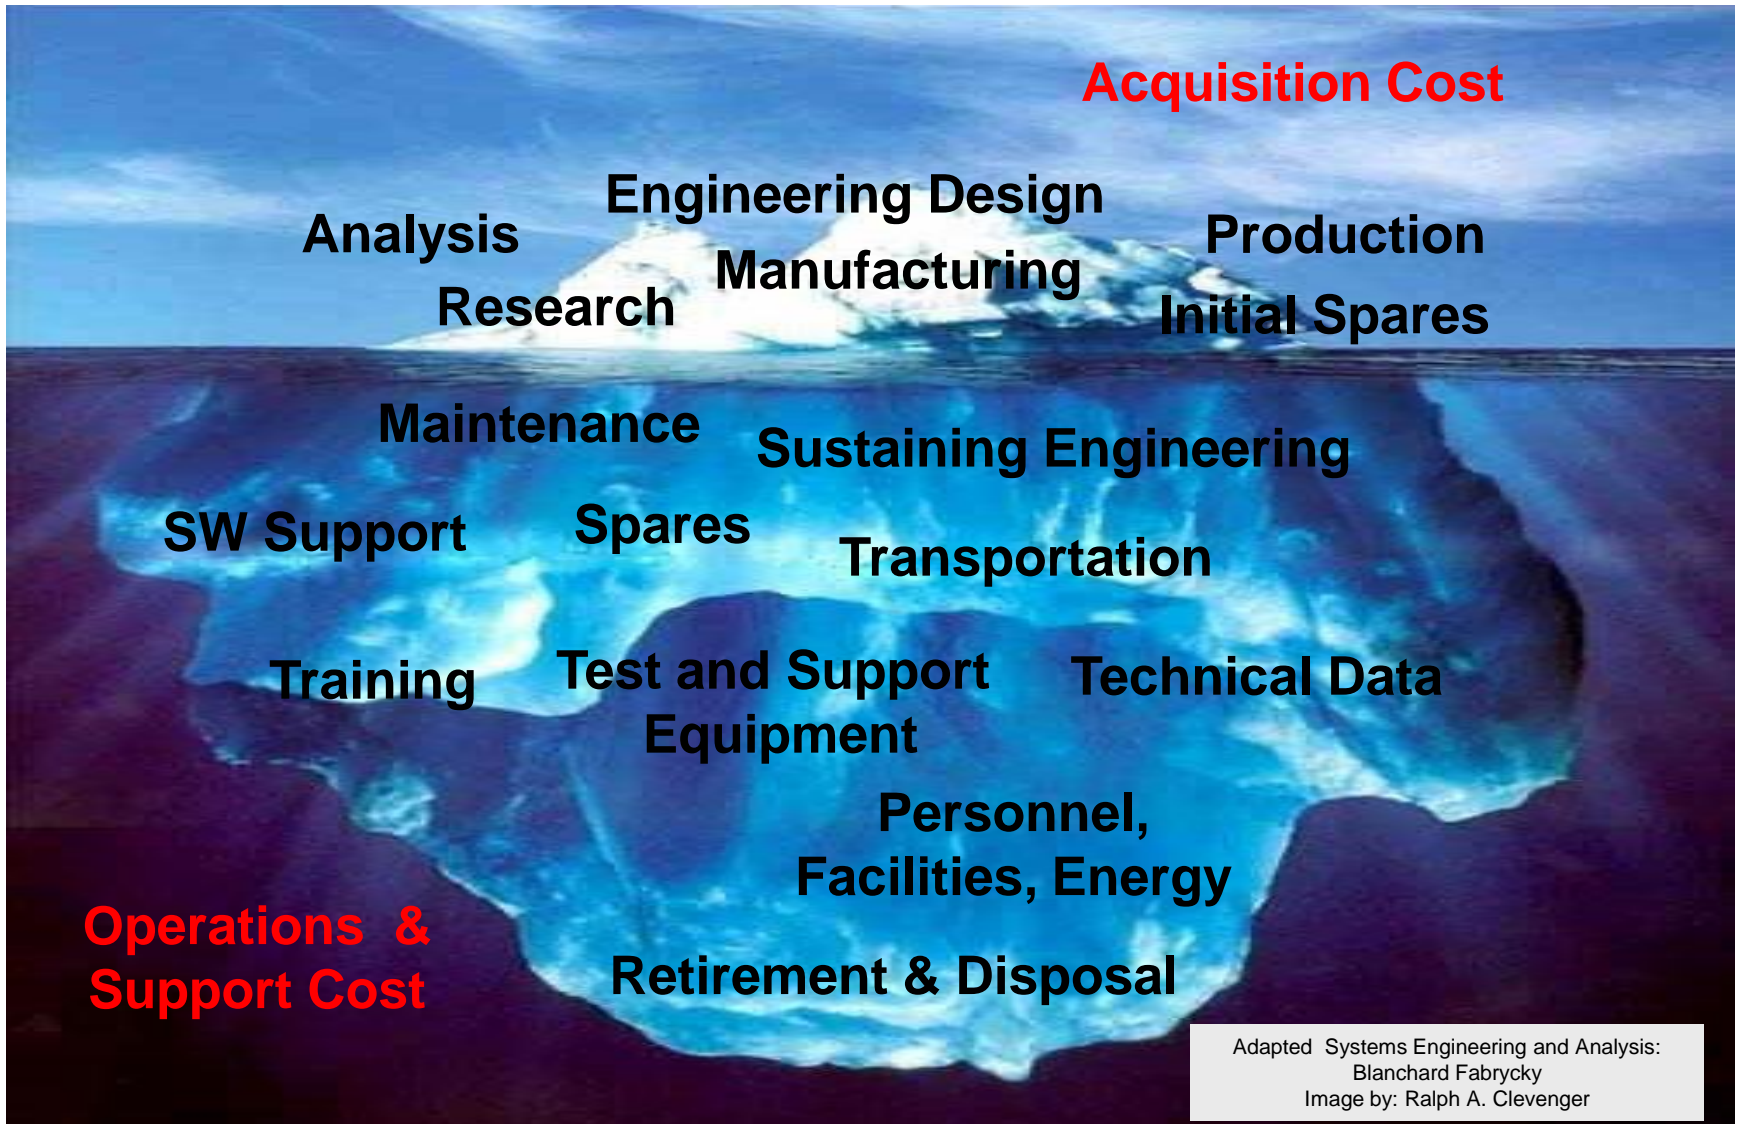 Acquisition Cost
Engineering Design
Analysis
Production
Manufacturing
Research
Initial Spares
Maintenance
Sustaining Engineering
SW Support
Spares
Transportation
Training
Test and Support
Equipment
Technical Data
Personnel,
Facilities, Energy
Operations &
Support Cost
Retirement & Disposal
Adapted Systems Engineering and Analysis:
Blanchard Fabrycky
Image by: Ralph A. Clevenger